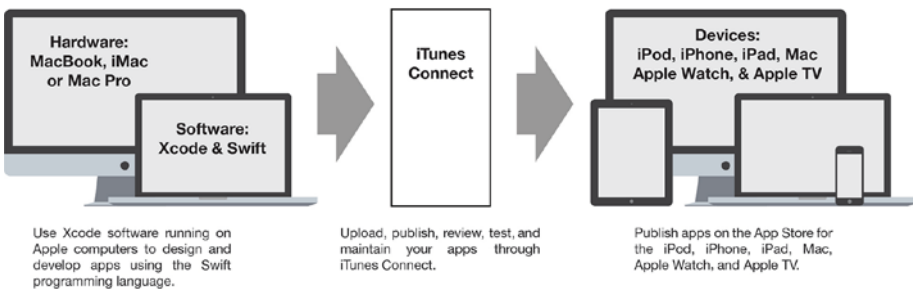 Hardware:
MacBook, iMac
or Mac Pro
Software:
Xcode & Swift
iTunes
Connect
Devices:
iPod, iPhone, iPad, Mac
Apple Watch, & Apple TV
Use Xcode software running on
Apple computers to design and
develop apps using the Swift
programming language.
Upload, publish, review, test, and
maintain your apps through
iTunes Connect.
Publish apps on the App Store for
the iPod, iPhone, iPad, Mac,
Apple Watch, and Apple TV.